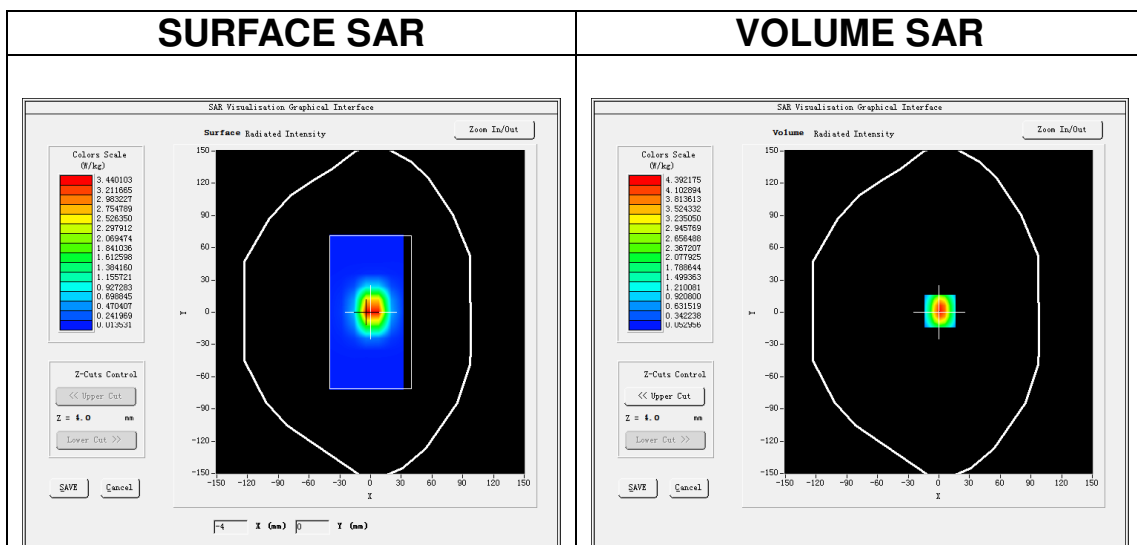 SURFACE SAR
VOLUME SAR
SAR Visualisation Graphical Interface
Surface Radiated Intensity
Zoom In/Out
Colors Scale
(W/kg)
3.440103
3.211665
2.983227
2.754789
2.526350
2.297912
2.069474
1.841036
1.612598
1.384160
1.155721
0.927283
0.698845
0.470407
0.241969
0.013531
150
120
90
60
30
0
-30
-60
-90
-120
-150
Y
-150 -120 -90 -60 -30 0 30 60 90 120 150
X
Z-Cuts Control
<< Upper Cut
Z = 4.0 mm
Lower Cut >>
SAVE Cancel
-4 X (mm) 0 Y (mm)
SAR Visualisation Graphical Interface
Volume Radiated Intensity
Zoom In/Out
Colors Scale
(W/kg)
4.392175
4.102894
3.813613
3.524332
3.235050
2.945769
2.656488
2.367207
2.077925
1.788644
1.499363
1.210081
0.920800
0.631519
0.342238
0.052956
150
120
90
60
30
0
-30
-60
-90
-120
-150
Y
-150 -120 -90 -60 -30 0 30 60 90 120 150
X
Z-Cuts Control
<< Upper Cut
Z = 4.0 mm
Lower Cut >>
SAVE Cancel